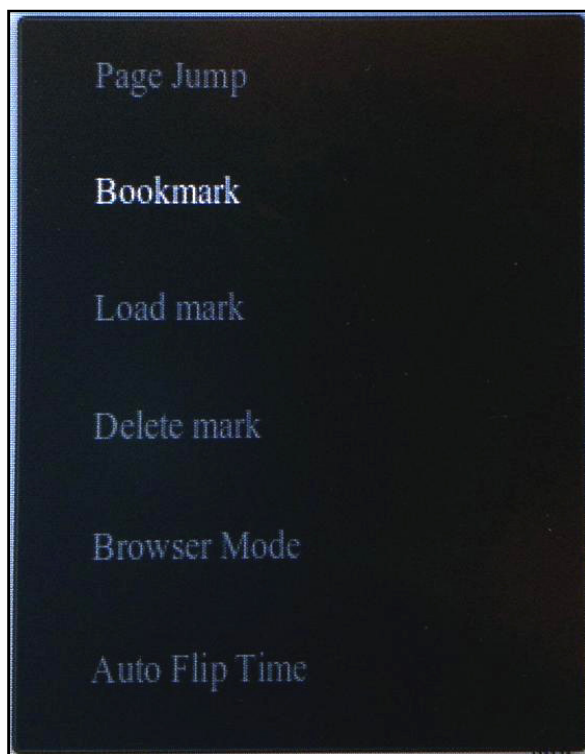 Page Jump
Bookmark
Load mark
Delete mark
Browser Mode
Auto Flip Time